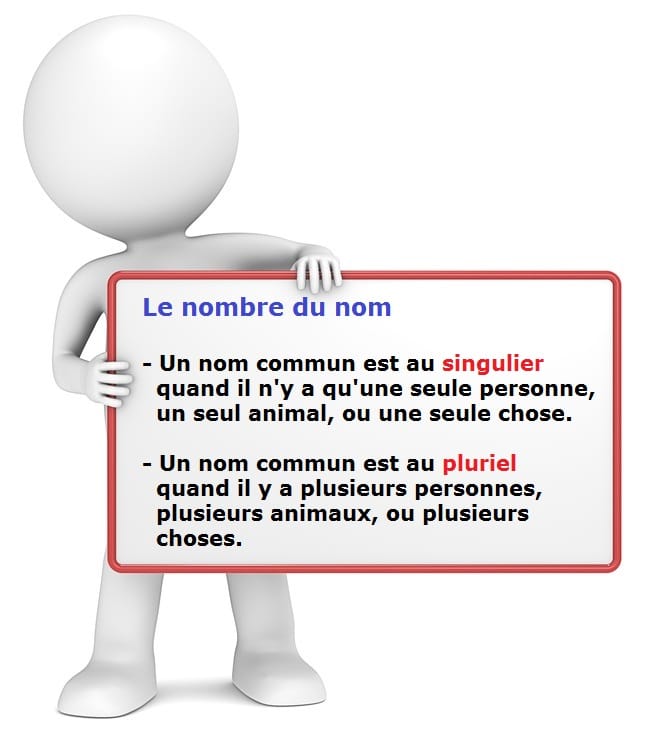 Le nombre du nom
- Un nom commun est au singulier
quand il n'y a qu'une seule personne,
un seul animal, ou une seule chose.
- Un nom commun est au pluriel
quand il y a plusieurs personnes,
plusieurs animaux, ou plusieurs
choses.